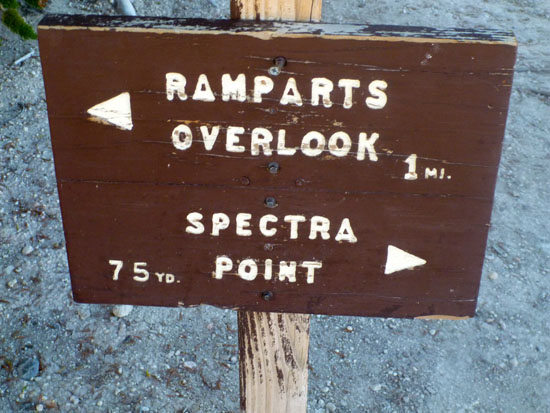 RAMPARTS
OVERLOOK
1 MI.
SPECTRA
75 YD. POINT